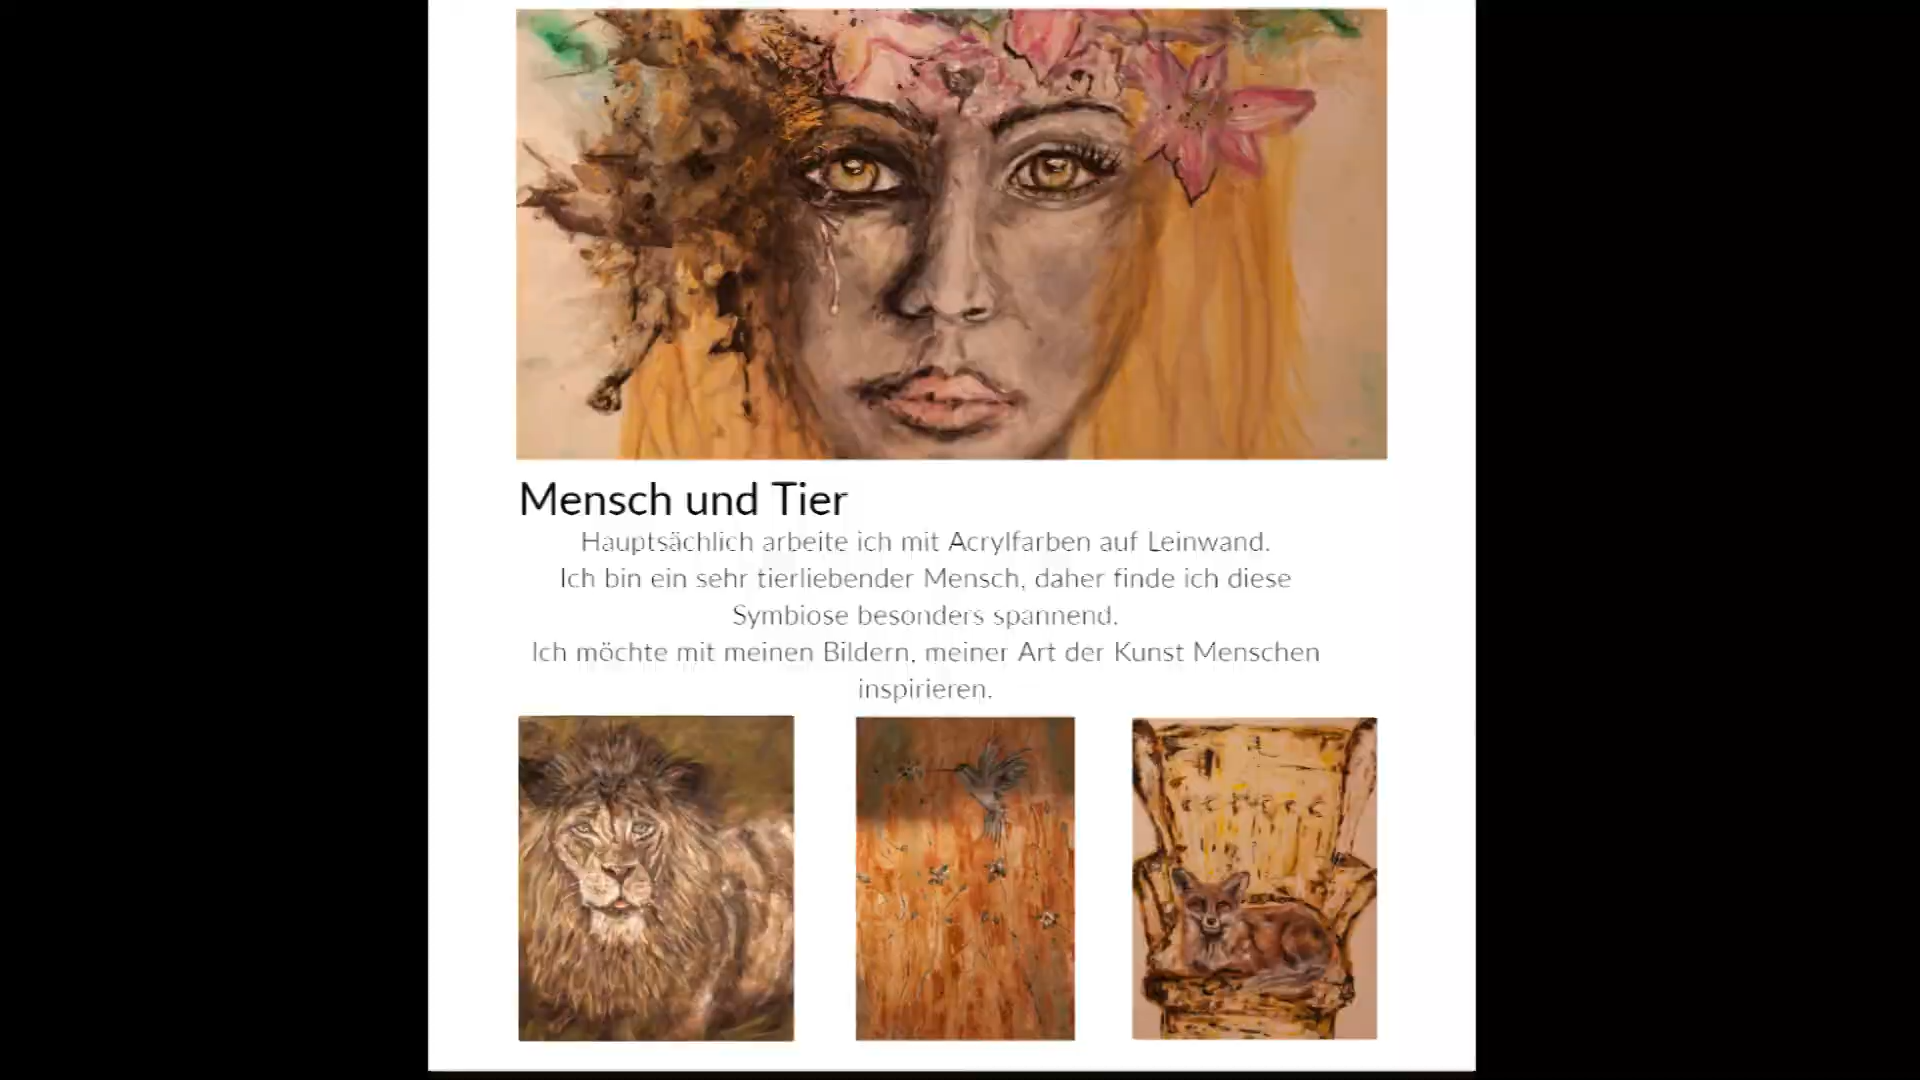 Mensch und Tier
Hauptsächlich arbeite ich mit Acrylfarben auf Leinwand.
Ich bin ein sehr tierliebender Mensch, daher finde ich diese
Symbiose besonders spannend.
Ich möchte mit meinen Bildern, meiner Art der Kunst Menschen
inspirieren.